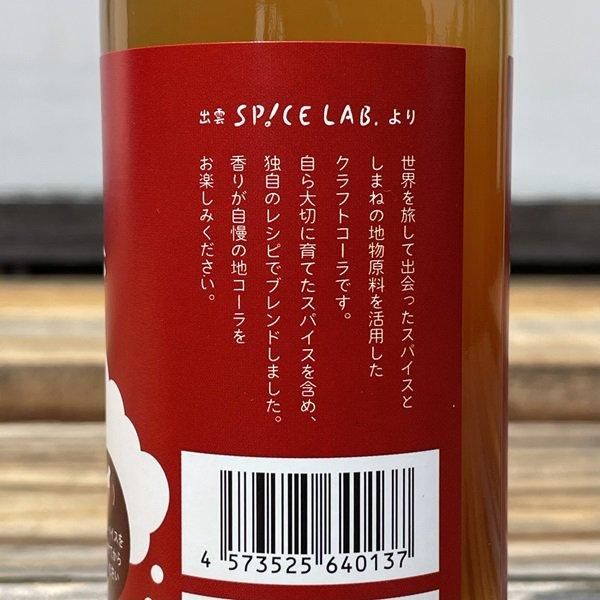 出雲 SP!CE LAB. より
世界を旅して出会ったスパイスと
しまねの地物原料を活用した
クラフトコーラです。
自ら大切に育てたスパイスを含め、
独自のレシピでブレンドしました。
香りが自慢の地コーラを
お楽しみください。
4 573525 640137